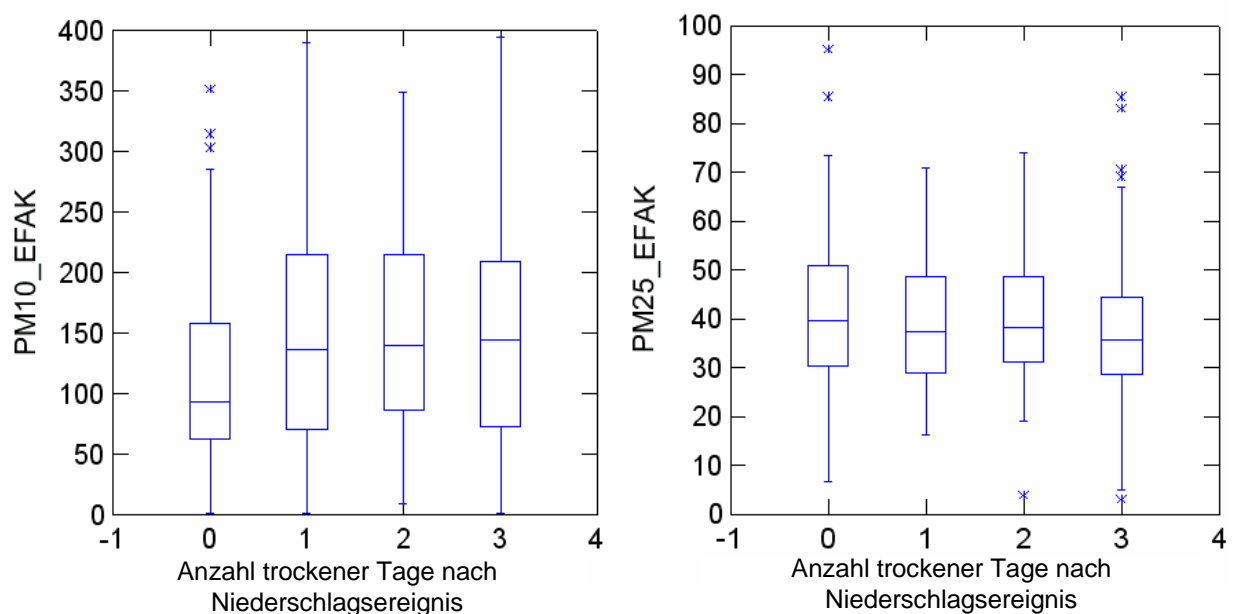 400
350
300
250
200
150
100
50
0
PM10_EFAK
-1 0 1 2 3 4
Anzahl trockener Tage nach
Niederschlagsereignis
100
90
80
70
60
50
40
30
20
10
0
PM25_EFAK
-1 0 1 2 3 4
Anzahl trockener Tage nach
Niederschlagsereignis